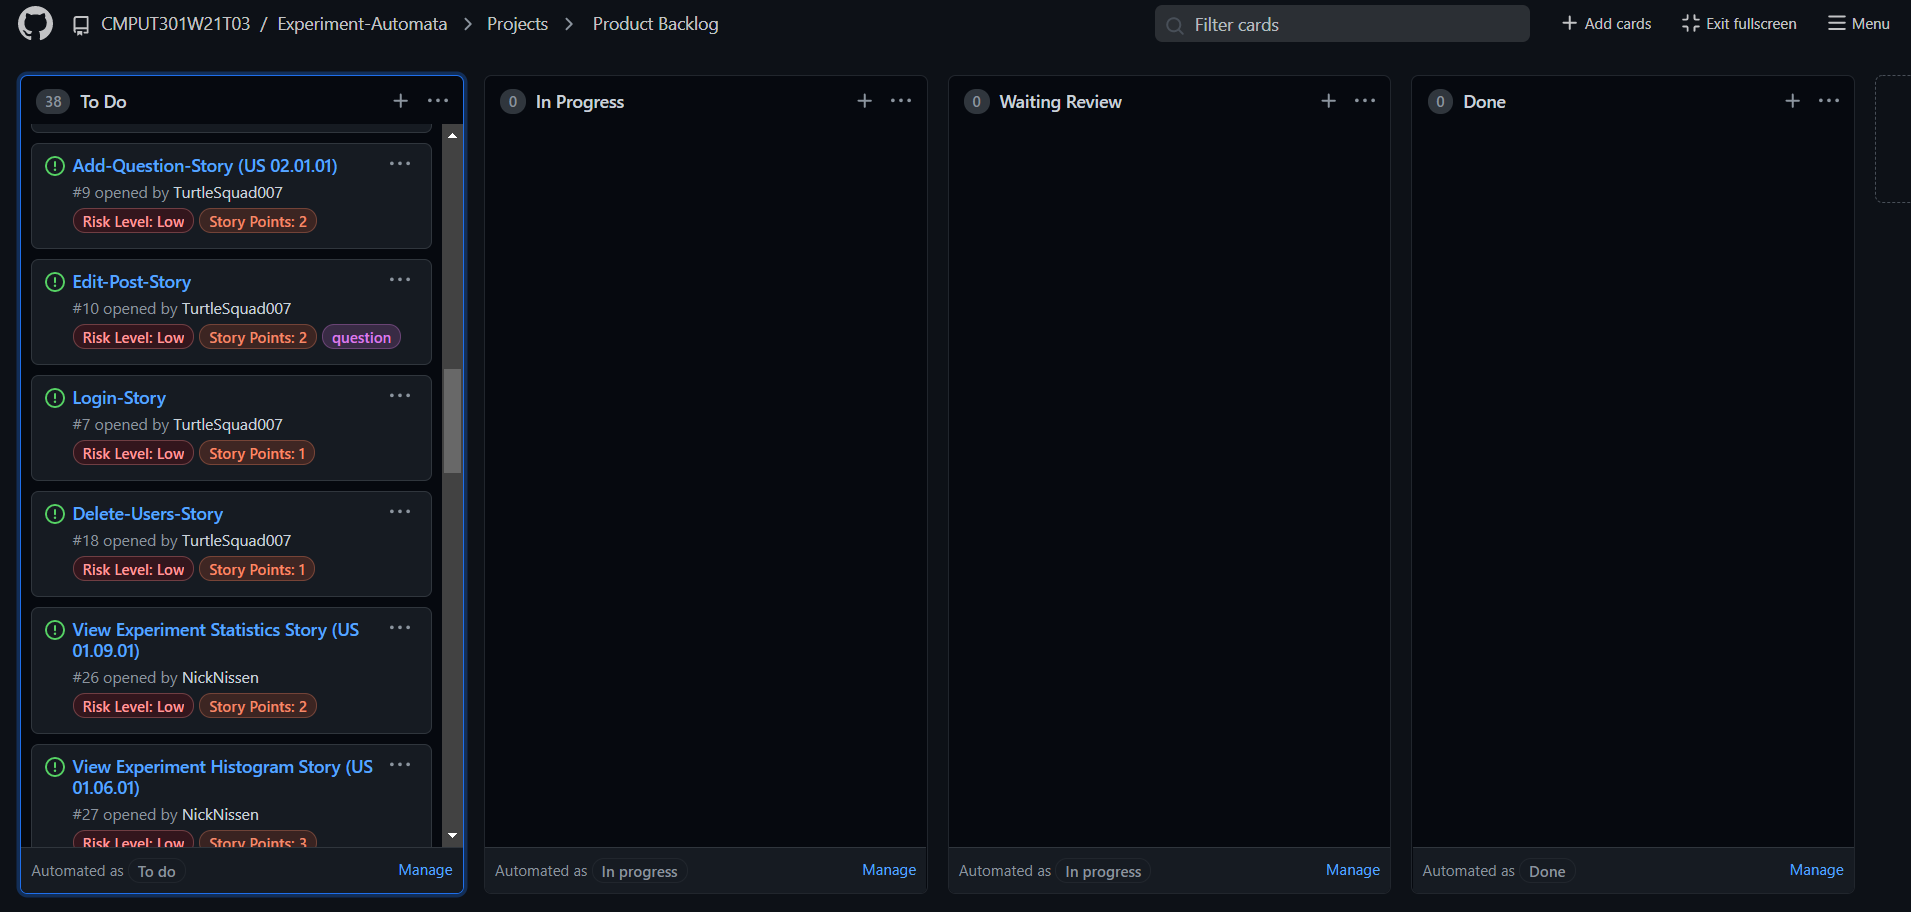 CMPUT301W21T03 / Experiment-Automata > Projects > Product Backlog
Filter cards
Add cards
Exit fullscreen
Menu
38 To Do
Add-Question-Story (US 02.01.01)
#9 opened by TurtleSquad007
Risk Level: Low Story Points: 2
Edit-Post-Story
#10 opened by TurtleSquad007
Risk Level: Low Story Points: 2 question
Login-Story
#7 opened by TurtleSquad007
Risk Level: Low Story Points: 1
Delete-Users-Story
#18 opened by TurtleSquad007
Risk Level: Low Story Points: 1
View Experiment Statistics Story (US
01.09.01)
#26 opened by NickNissen
Risk Level: Low Story Points: 2
View Experiment Histogram Story (US
01.06.01)
#27 opened by NickNissen
Risk Level: Low Story Points: 3
Automated as To do Manage
0 In Progress
Automated as In progress Manage
0 Waiting Review
Automated as In progress Manage
0 Done
Automated as Done Manage